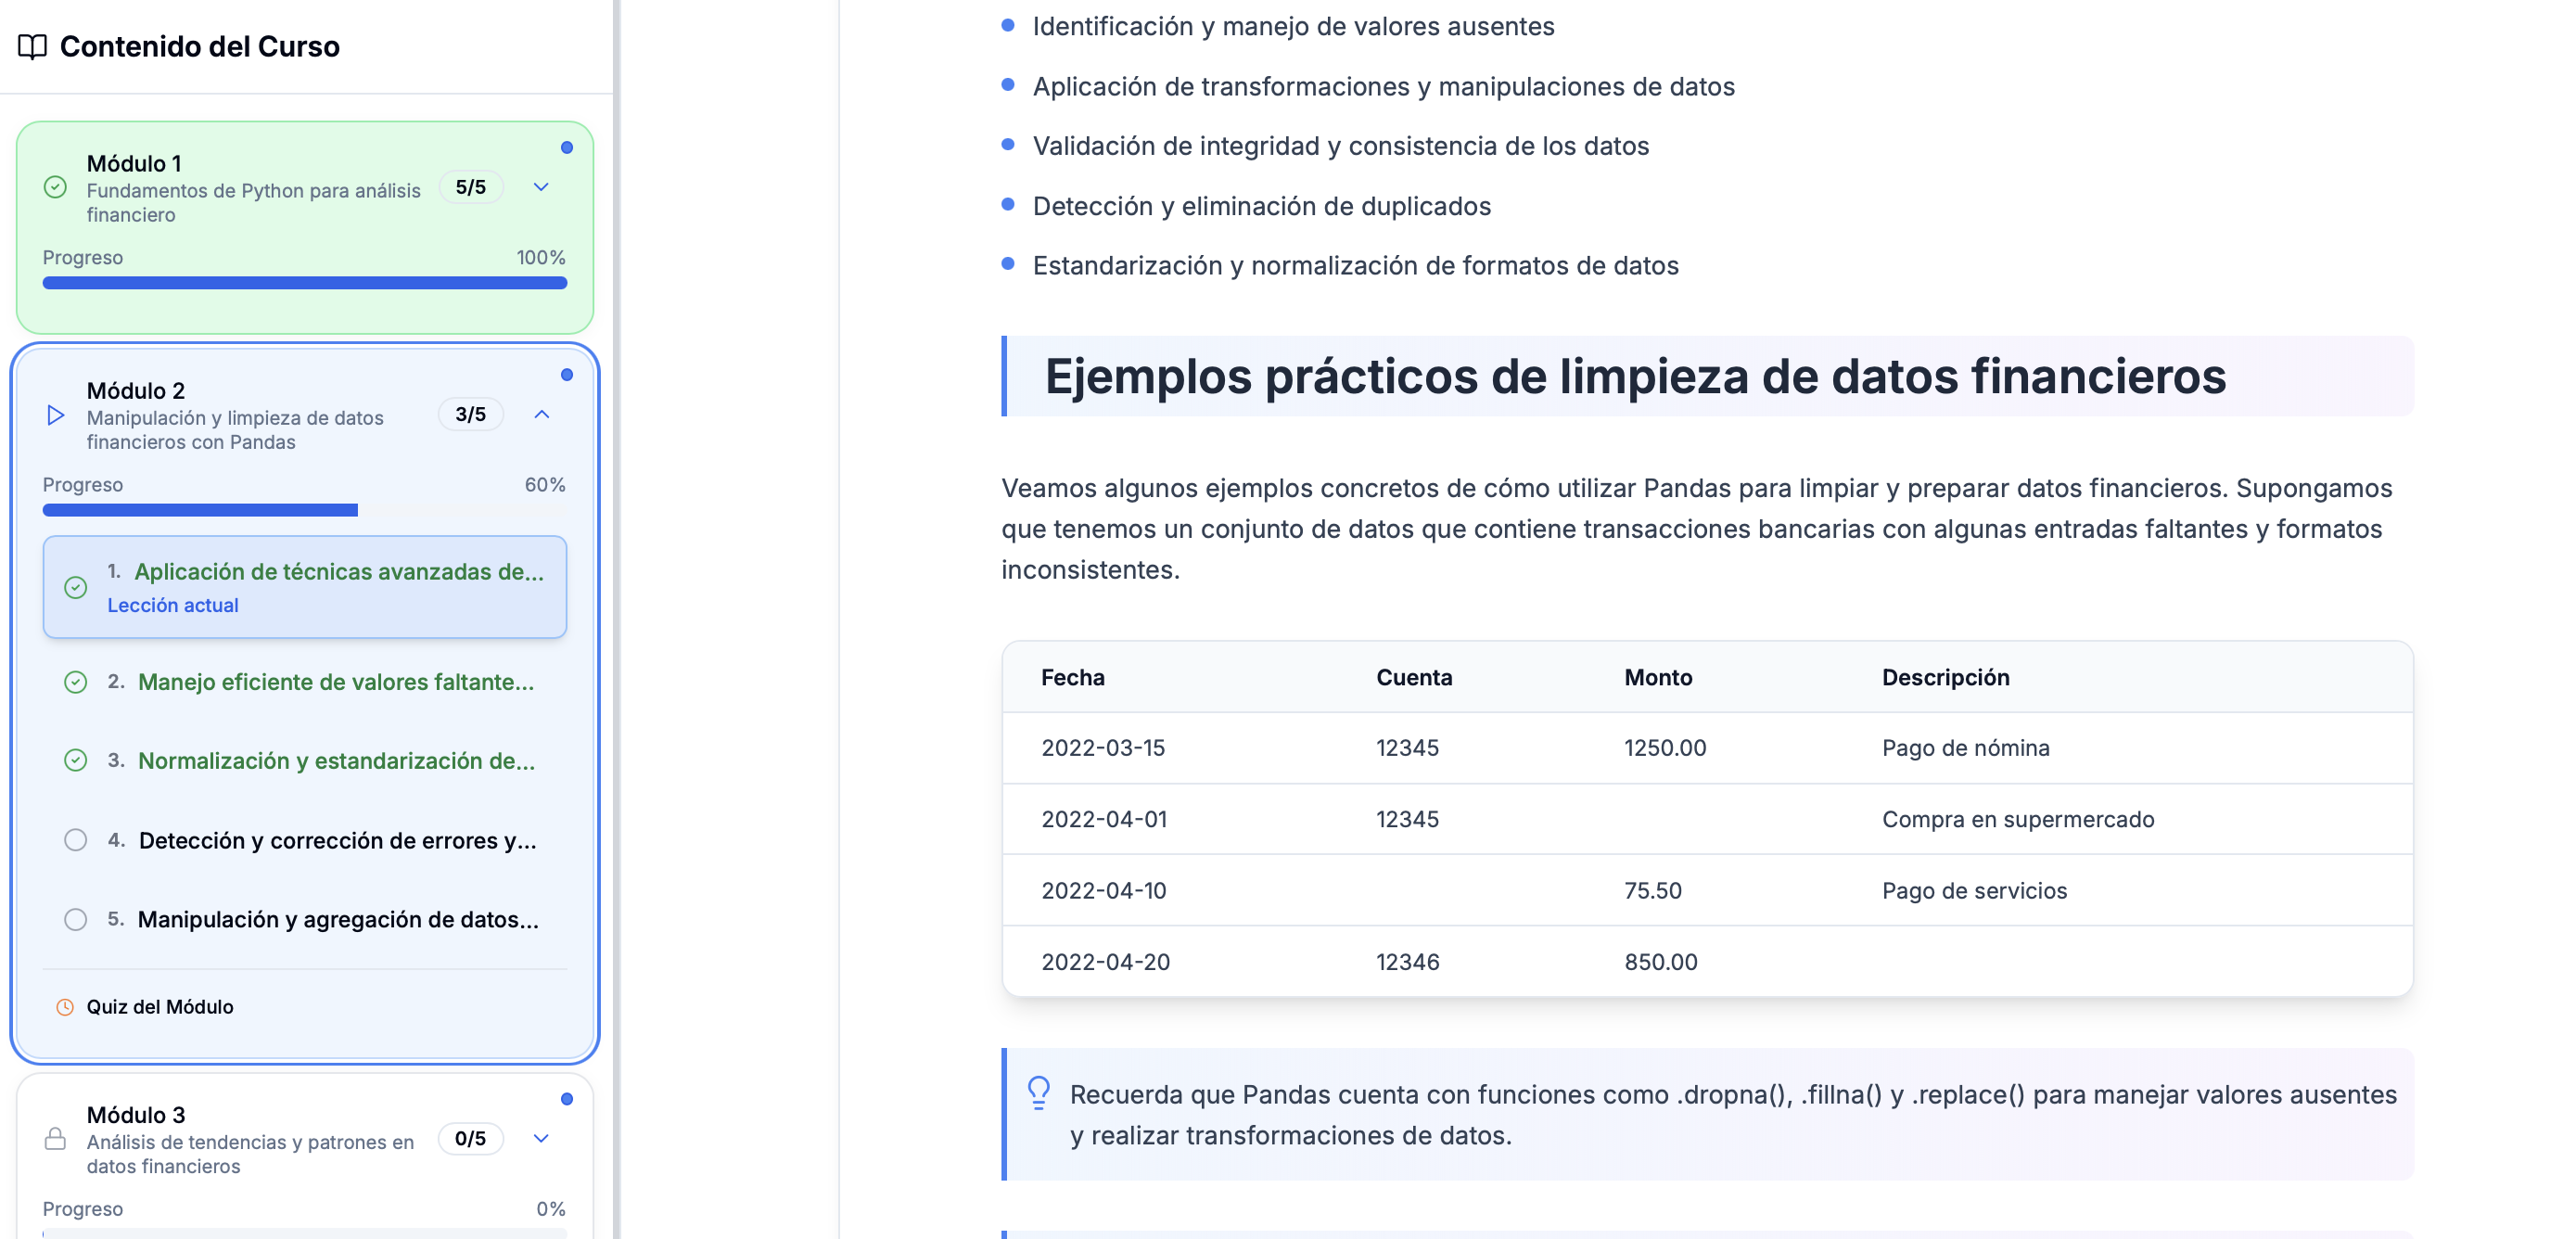 Contenido del Curso
Módulo 1
Fundamentos de Python para análisis
financiero
5/5
Progreso
100%
Módulo 2
Manipulación y limpieza de datos
financieros con Pandas
3/5
Progreso
60%
1. Aplicación de técnicas avanzadas de...
Lección actual
2. Manejo eficiente de valores faltante...
3. Normalización y estandarización de...
4. Detección y corrección de errores y...
5. Manipulación y agregación de datos...
Quiz del Módulo
Módulo 3
Análisis de tendencias y patrones en
datos financieros
0/5
Progreso
0%
Identificación y manejo de valores ausentes
Aplicación de transformaciones y manipulaciones de datos
Validación de integridad y consistencia de los datos
Detección y eliminación de duplicados
Estandarización y normalización de formatos de datos
Ejemplos prácticos de limpieza de datos financieros
Veamos algunos ejemplos concretos de cómo utilizar Pandas para limpiar y preparar datos financieros. Supongamos
que tenemos un conjunto de datos que contiene transacciones bancarias con algunas entradas faltantes y formatos
inconsistentes.
Fecha Cuenta Monto Descripción
2022-03-15 12345 1250.00 Pago de nómina
2022-04-01 12345 Compra en supermercado
2022-04-10 75.50 Pago de servicios
2022-04-20 12346 850.00
Recuerda que Pandas cuenta con funciones como .dropna(), .fillna() y .replace() para manejar valores ausentes
y realizar transformaciones de datos.